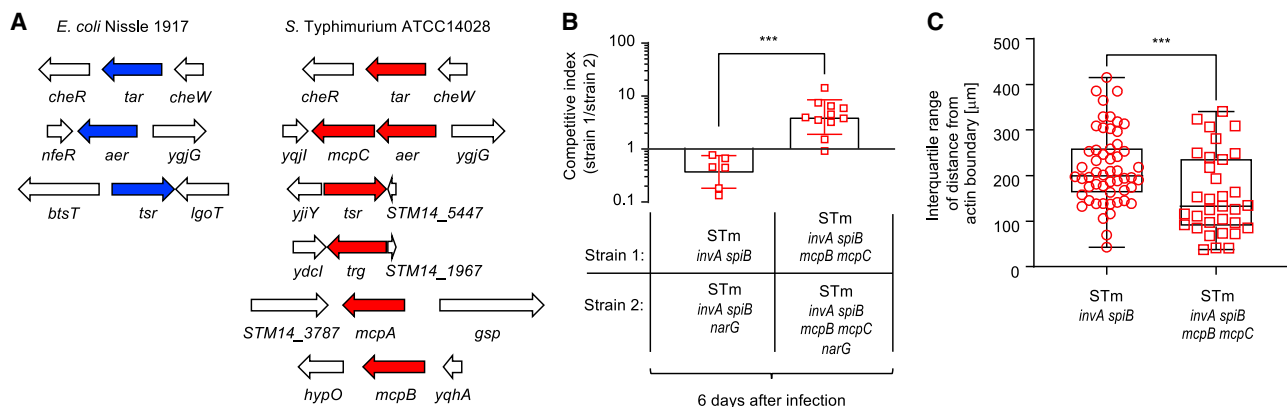 A
E. coli Nissle 1917
S. Typhimurium ATCC14028
cheR tar cheW
cheR tar cheW
nfeR aer ygjG
yqjI mcpC aer ygjG
btsT tsr lgoT
yjiY tsr STM14_5447
ydcI trg STM14_1967
STM14_3787 mcpA gsp
hypO mcpB yqhA
B
Competitive index
(strain 1/strain 2)
100
10
1
0.1
0.01
***
Strain 1:
STm
invA spiB
STm
invA spiB
mcpB mcpC
Strain 2:
STm
invA spiB
narG
STm
invA spiB
mcpB mcpC
narG
6 days after infection
C
Interquartile range
of distance from
actin boundary [µm]
500
400
300
200
100
0
***
STm
invA spiB
STm
invA spiB
mcpB mcpC